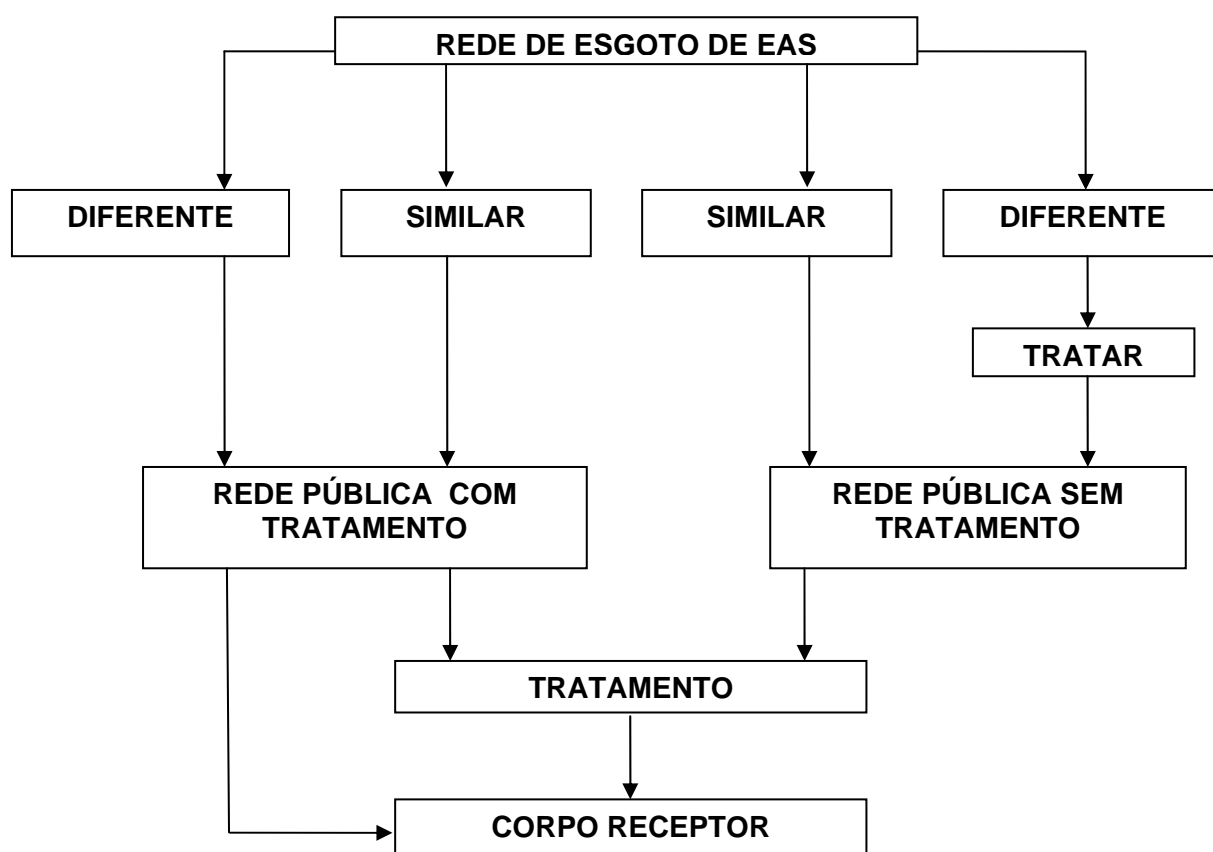 REDE DE ESGOTO DE EAS
DIFERENTE
SIMILAR
SIMILAR
DIFERENTE
TRATAR
REDE PÚBLICA COM
TRATAMENTO
REDE PÚBLICA SEM
TRATAMENTO
TRATAMENTO
CORPO RECEPTOR